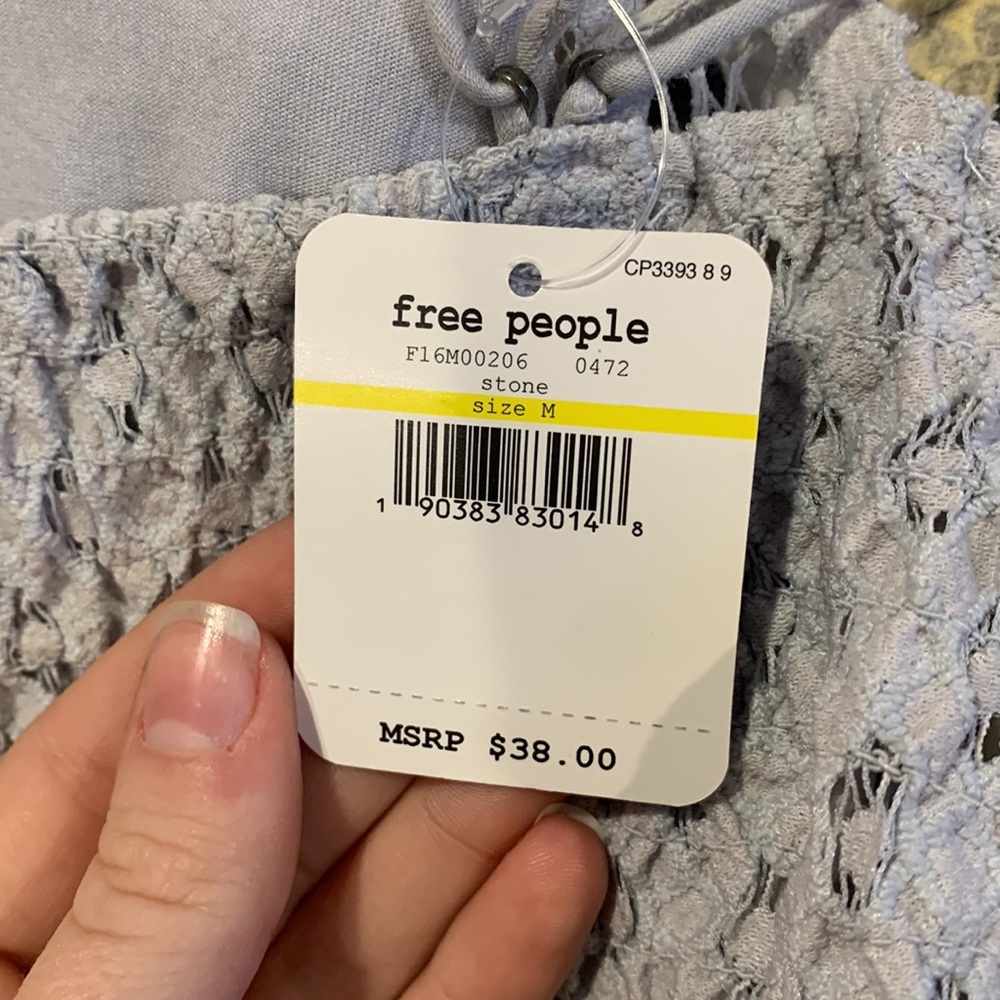 CP3393 8 9
free people
F16M00206 0472
stone
size M
1 90383 83014 8
MSRP $38.00